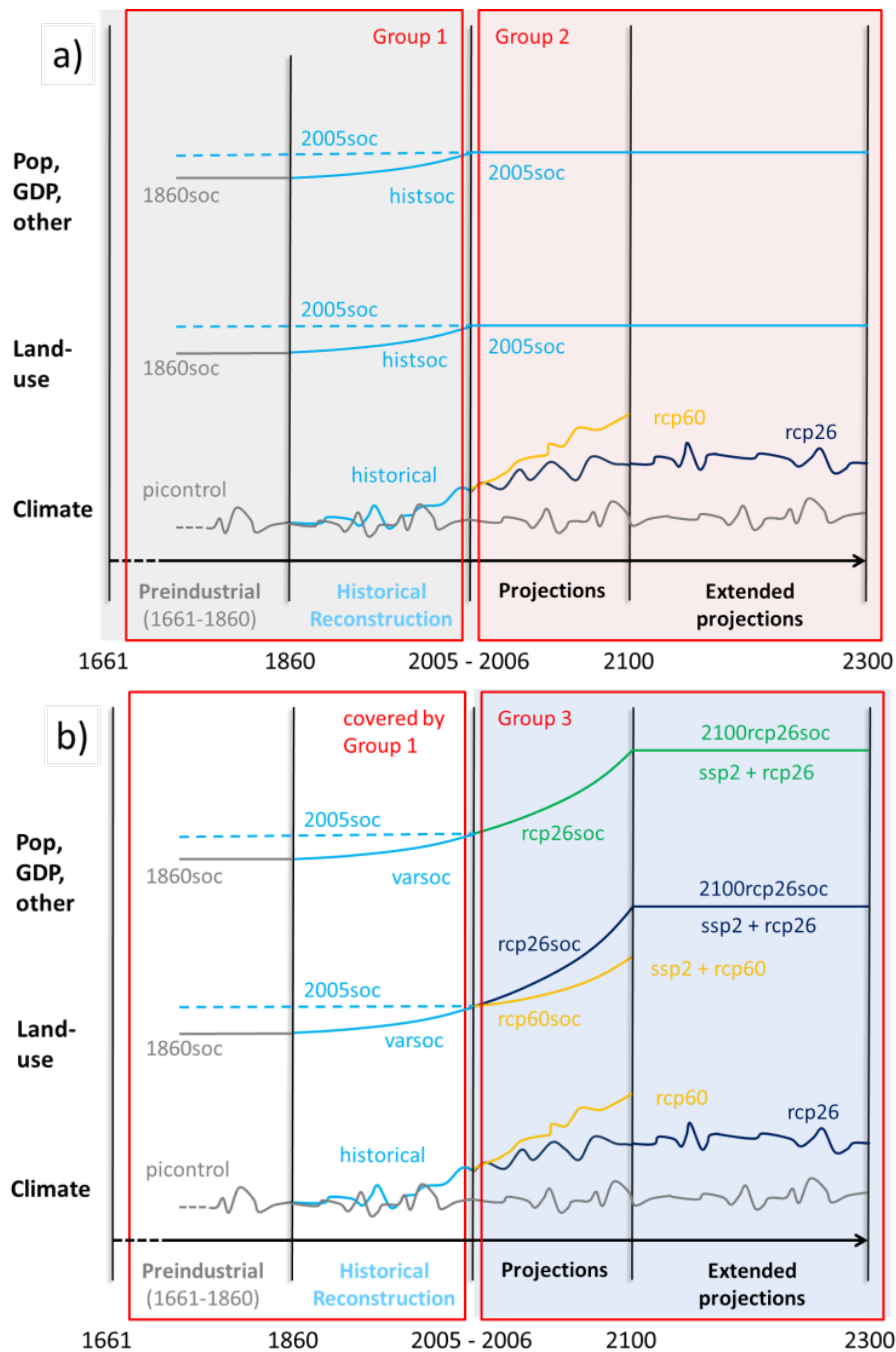 a)
Group 1
Group 2
Pop,
GDP,
other
2005soc
1860soc
histsoc
2005soc
Land-
use
2005soc
1860soc
histsoc
2005soc
Climate
picontrol
historical
rcp60
rcp26
Preindustrial
(1661-1860)
Historical
Reconstruction
Projections
Extended
projections
1661
1860
2005 - 2006
2100
2300
b)
covered by
Group 1
Group 3
Pop,
GDP,
other
2005soc
1860soc
varsoc
rcp26soc
2100rcp26soc
ssp2 + rcp26
Land-
use
2005soc
1860soc
varsoc
rcp26soc
rcp60soc
2100rcp26soc
ssp2 + rcp26
ssp2 + rcp60
Climate
picontrol
historical
rcp60
rcp26
Preindustrial
(1661-1860)
Historical
Reconstruction
Projections
Extended
projections
1661
1860
2005 - 2006
2100
2300